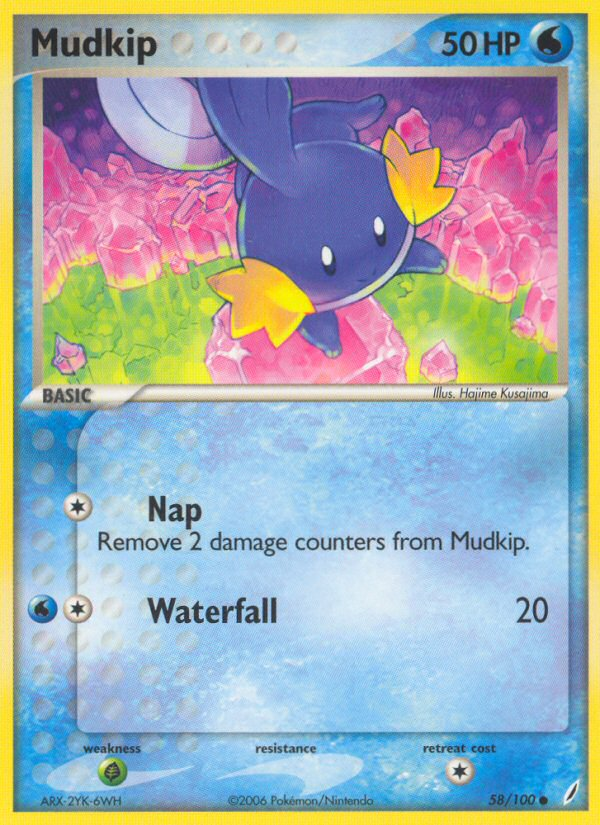 Mudkip 50 HP
BASIC
Illus. Hajime Kusajima
Nap
Remove 2 damage counters from Mudkip.
Waterfall 20
weakness resistance retreat cost
ARX-2YK-6WH ©2006 Pokémon/Nintendo 58/100